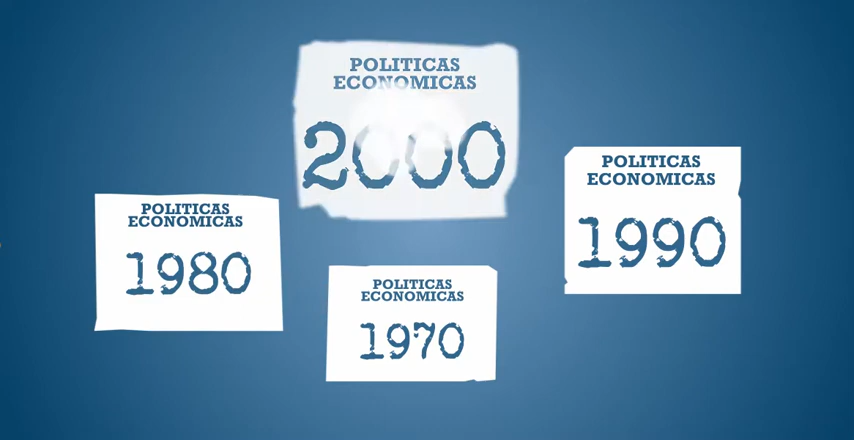 POLITICAS
ECONOMICAS
2000
POLITICAS
ECONOMICAS
1990
POLITICAS
ECONOMICAS
1980
POLITICAS
ECONOMICAS
1970